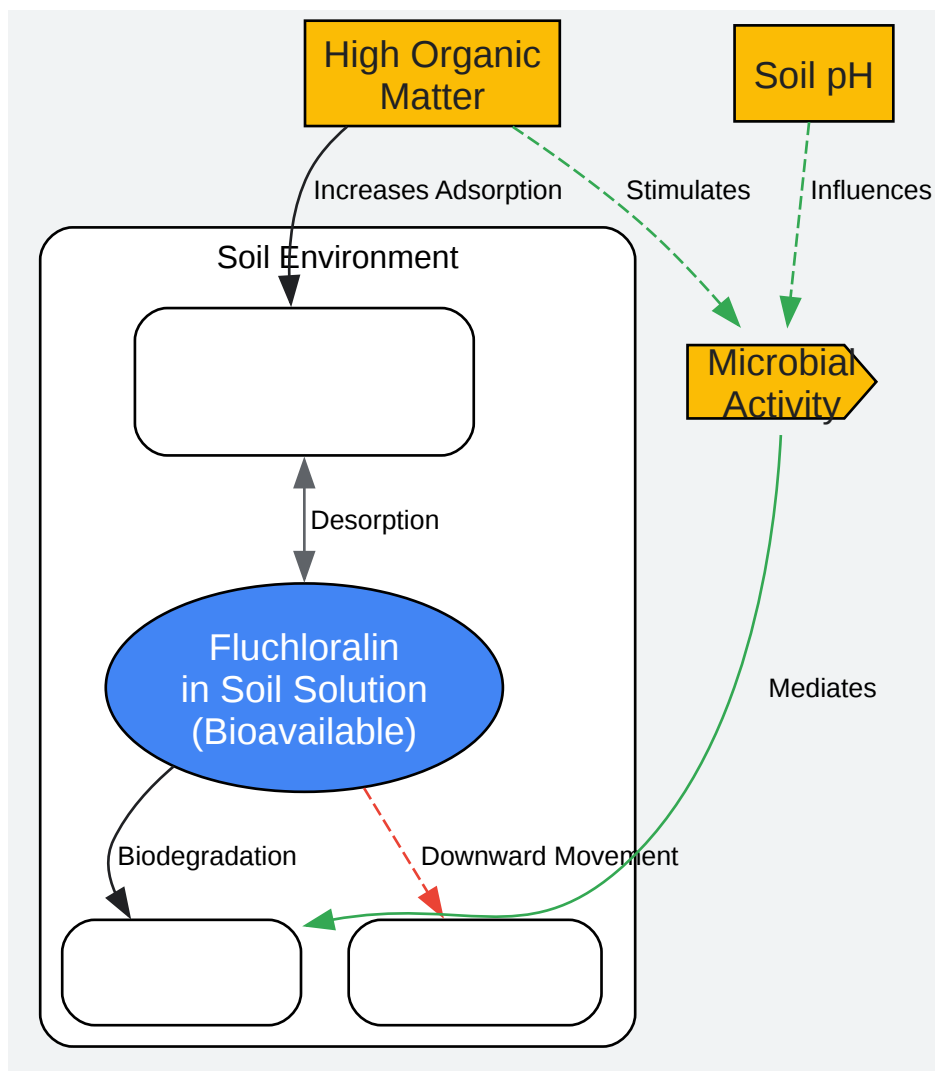 High Organic
Matter
Soil pH
Increases Adsorption
Stimulates
Influences
Soil Environment
Microbial
Activity
Desorption
Fluchloralin
in Soil Solution
(Bioavailable)
Mediates
Biodegradation
Downward Movement